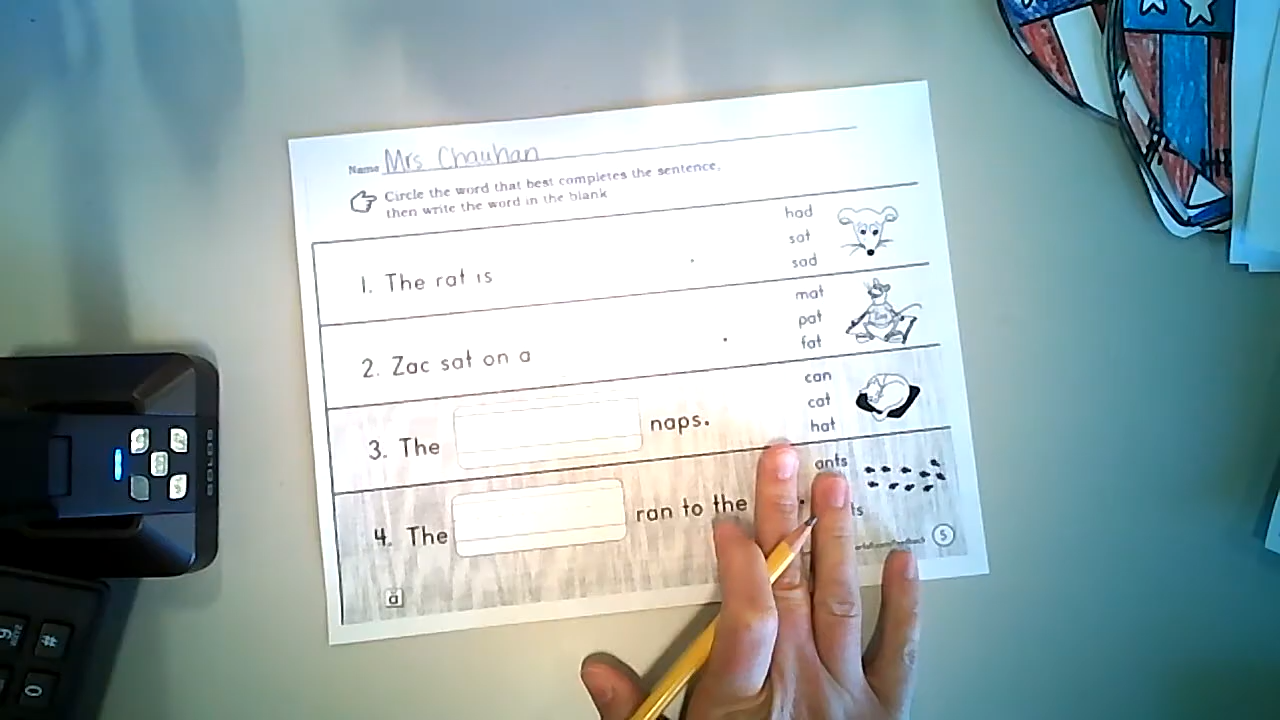 Name Mrs Chauhan
Circle the word that best completes the sentence,
then write the word in the blank
1. The rat is .
had
sat
sad
2. Zac sat on a .
mat
pat
fat
3. The naps.
can
cat
hat
4. The ran to the .
ants
a
5
#
0